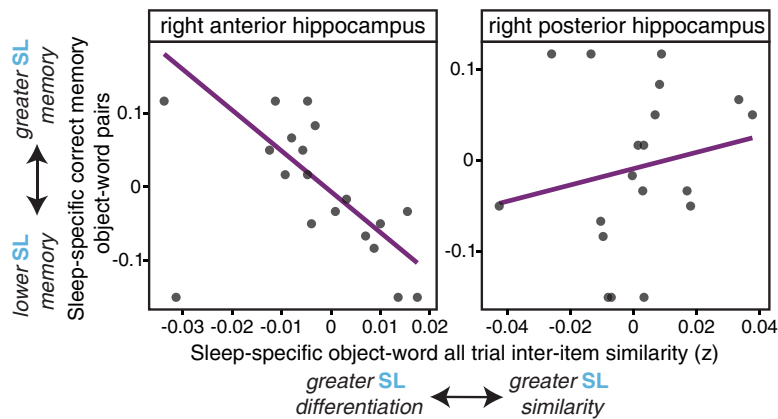 right anterior hippocampus
right posterior hippocampus
greater SL
memory
lower SL
memory
Sleep-specific correct memory
object-word pairs
0.1
0
-0.1
0.1
0
-0.1
-0.03 -0.02 -0.01 0 0.01 0.02
-0.04 -0.02 0 0.02 0.04
Sleep-specific object-word all trial inter-item similarity (z)
greater SL
differentiation
greater SL
similarity